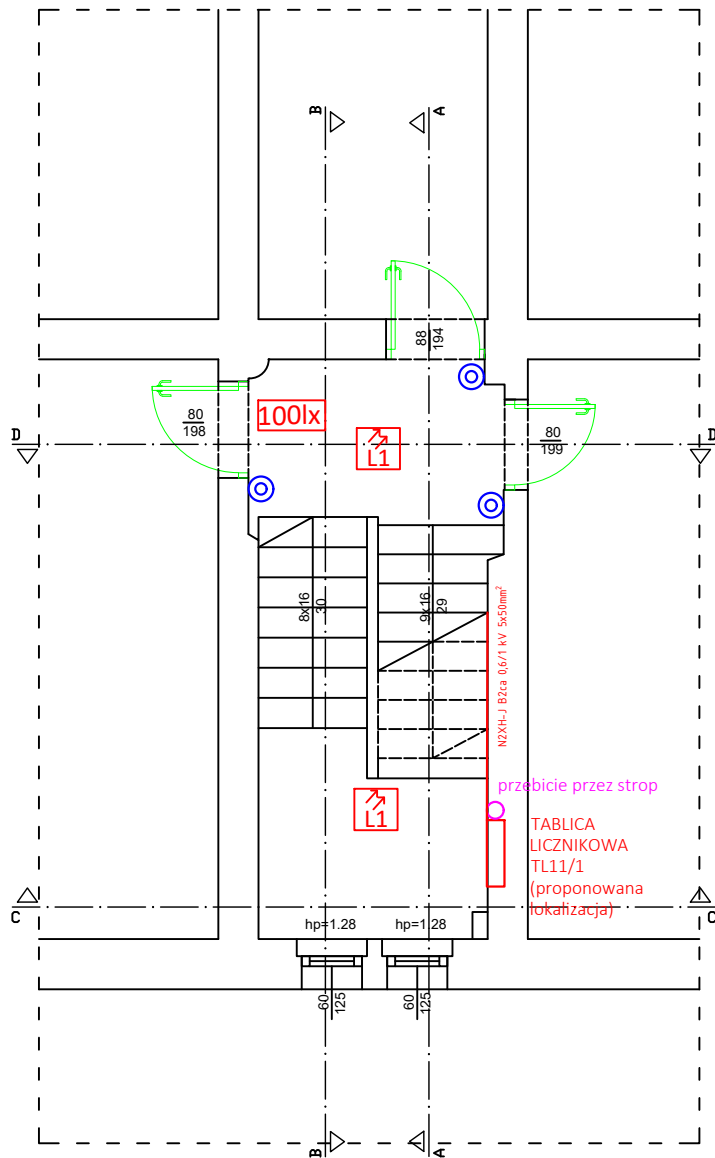 B
A
88
194
80
198
100lx
L1
80
199
D
D
8x16
30
9x16
29
N2XH-J B2ca 0,6/1 kV 5x50mm²
przebicie przez strop
L1
TABLICA
LICZNIKOWA
TL11/1
(proponowana
lokalizacja)
C
C
hp=1.28
hp=1.28
60
125
60
125
B
A